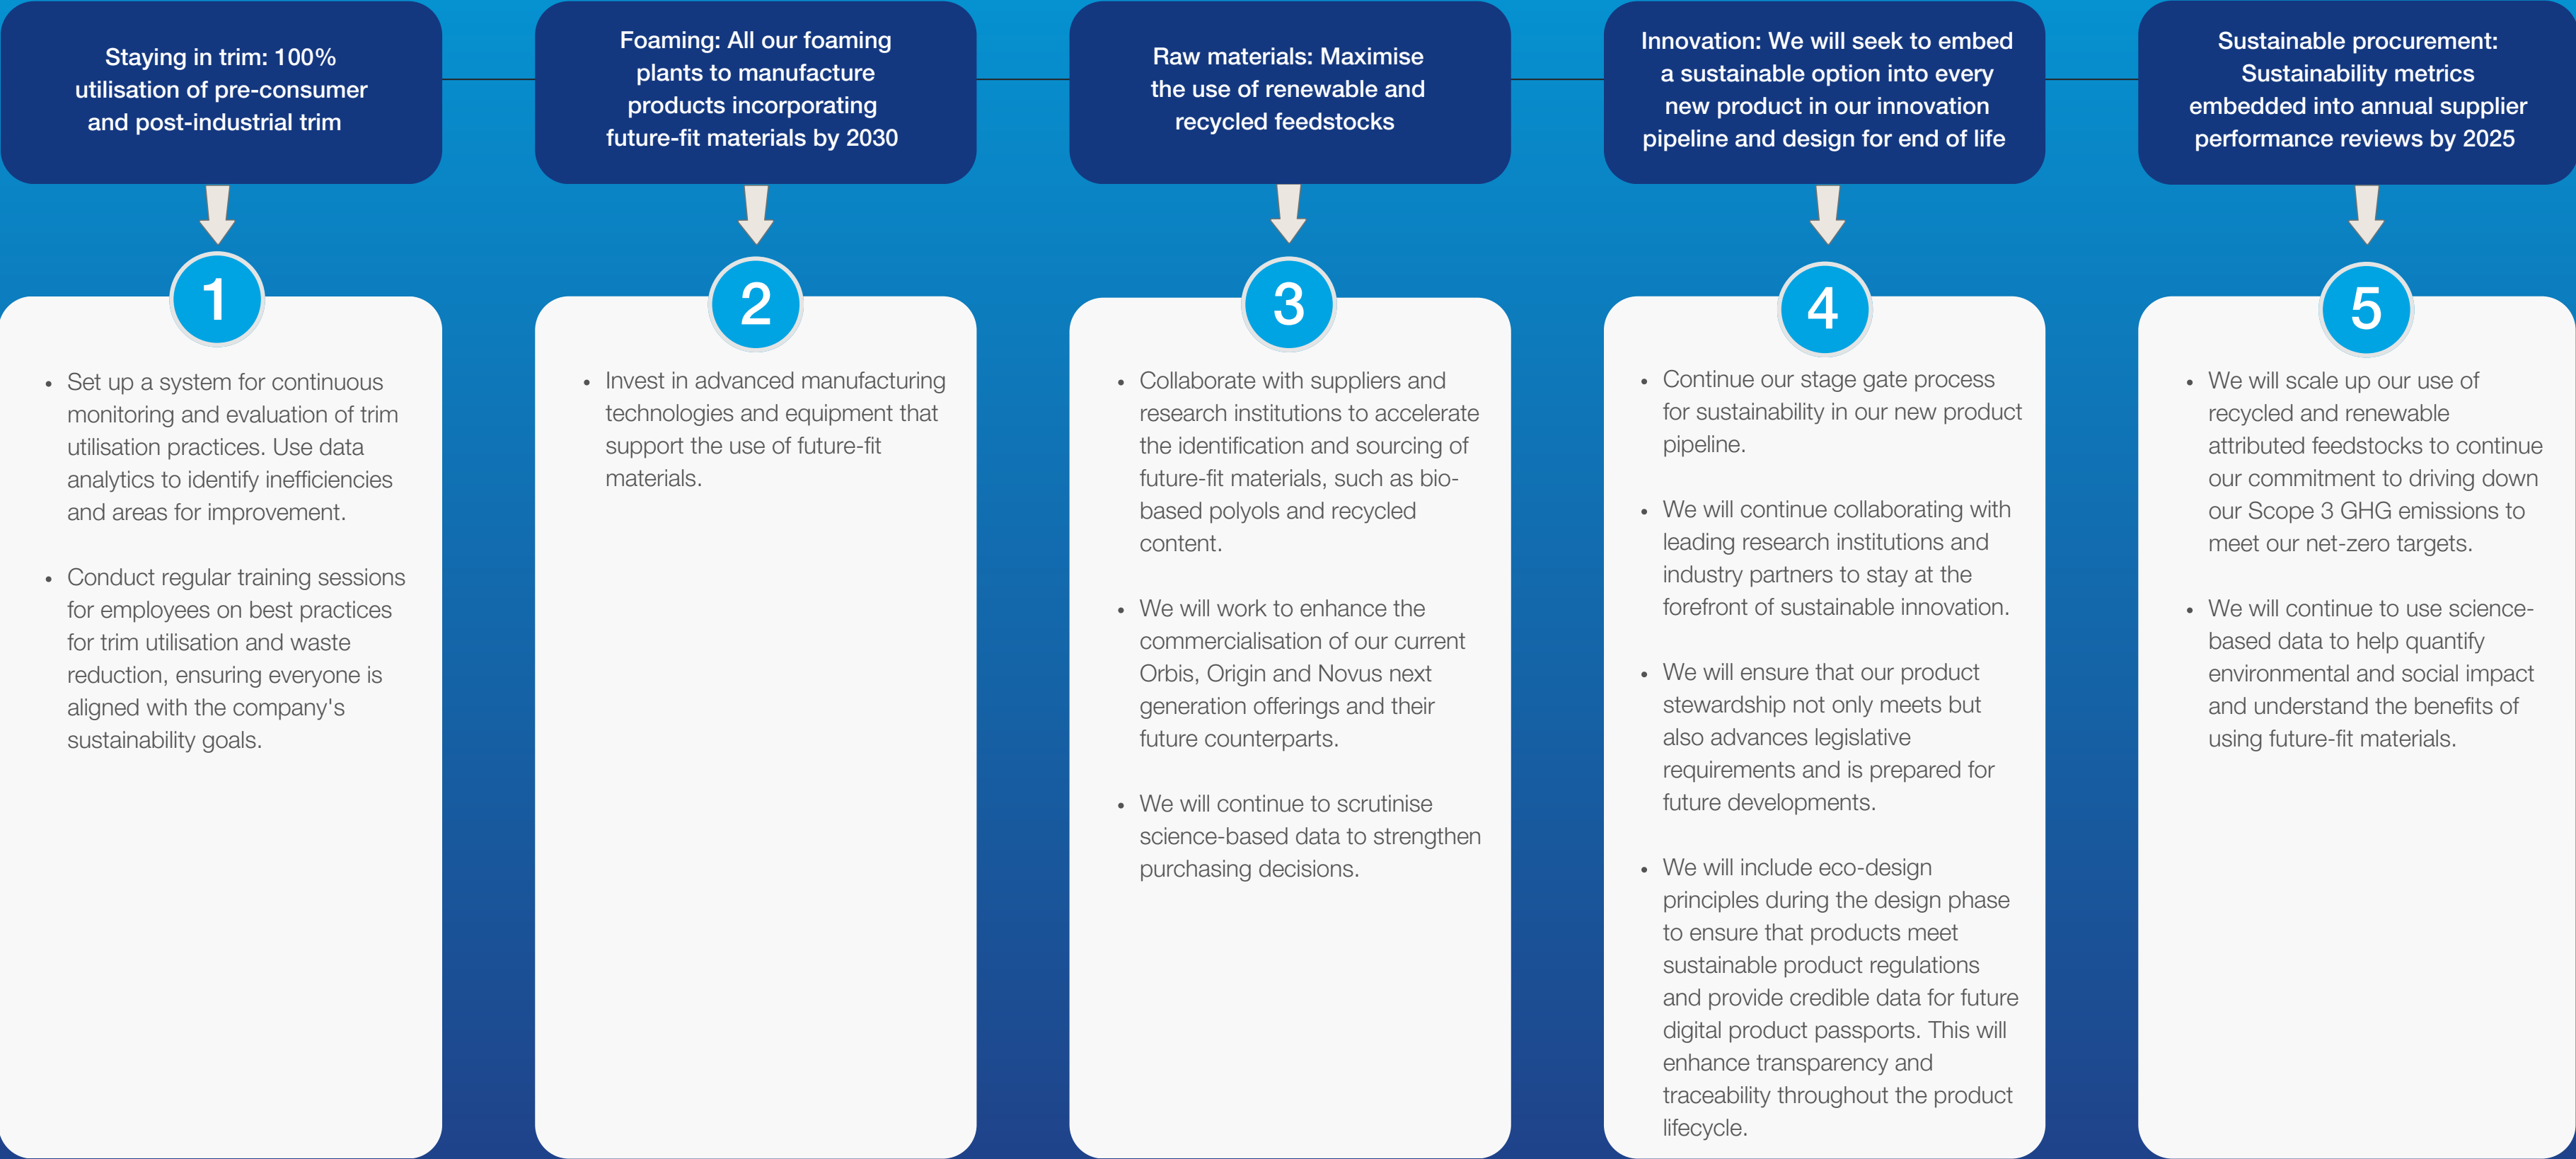 Staying in trim: 100%
utilisation of pre-consumer
and post-industrial trim
1
• Set up a system for continuous
monitoring and evaluation of trim
utilisation practices. Use data
analytics to identify inefficiencies
and areas for improvement.
• Conduct regular training sessions
for employees on best practices
for trim utilisation and waste
reduction, ensuring everyone is
aligned with the company's
sustainability goals.
Foaming: All our foaming
plants to manufacture
products incorporating
future-fit materials by 2030
2
• Invest in advanced manufacturing
technologies and equipment that
support the use of future-fit
materials.
Raw materials: Maximise
the use of renewable and
recycled feedstocks
3
• Collaborate with suppliers and
research institutions to accelerate
the identification and sourcing of
future-fit materials, such as bio-
based polyols and recycled
content.
• We will work to enhance the
commercialisation of our current
Orbis, Origin and Novus next
generation offerings and their
future counterparts.
• We will continue to scrutinise
science-based data to strengthen
purchasing decisions.
Innovation: We will seek to embed
a sustainable option into every
new product in our innovation
pipeline and design for end of life
4
• Continue our stage gate process
for sustainability in our new product
pipeline.
• We will continue collaborating with
leading research institutions and
industry partners to stay at the
forefront of sustainable innovation.
• We will ensure that our product
stewardship not only meets but
also advances legislative
requirements and is prepared for
future developments.
• We will include eco-design
principles during the design phase
to ensure that products meet
sustainable product regulations
and provide credible data for future
digital product passports. This will
enhance transparency and
traceability throughout the product
lifecycle.
Sustainable procurement:
Sustainability metrics
embedded into annual supplier
performance reviews by 2025
5
• We will scale up our use of
recycled and renewable
attributed feedstocks to continue
our commitment to driving down
our Scope 3 GHG emissions to
meet our net-zero targets.
• We will continue to use science-
based data to help quantify
environmental and social impact
and understand the benefits of
using future-fit materials.